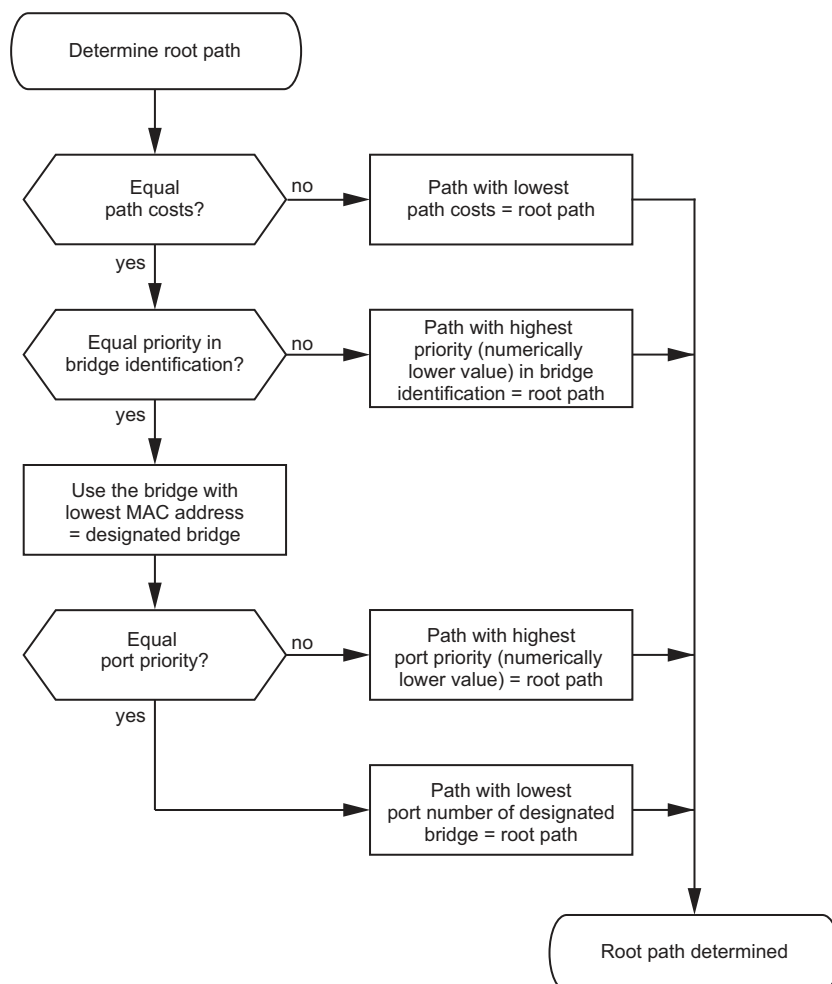 Determine root path
Equal
path costs?
no
Path with lowest
path costs = root path
yes
Equal priority in
bridge identification?
no
Path with highest
priority (numerically
lower value) in bridge
identification = root path
yes
Use the bridge with
lowest MAC address
= designated bridge
Equal
port priority?
no
Path with highest
port priority (numerically
lower value) = root path
yes
Path with lowest
port number of designated
bridge = root path
Root path determined